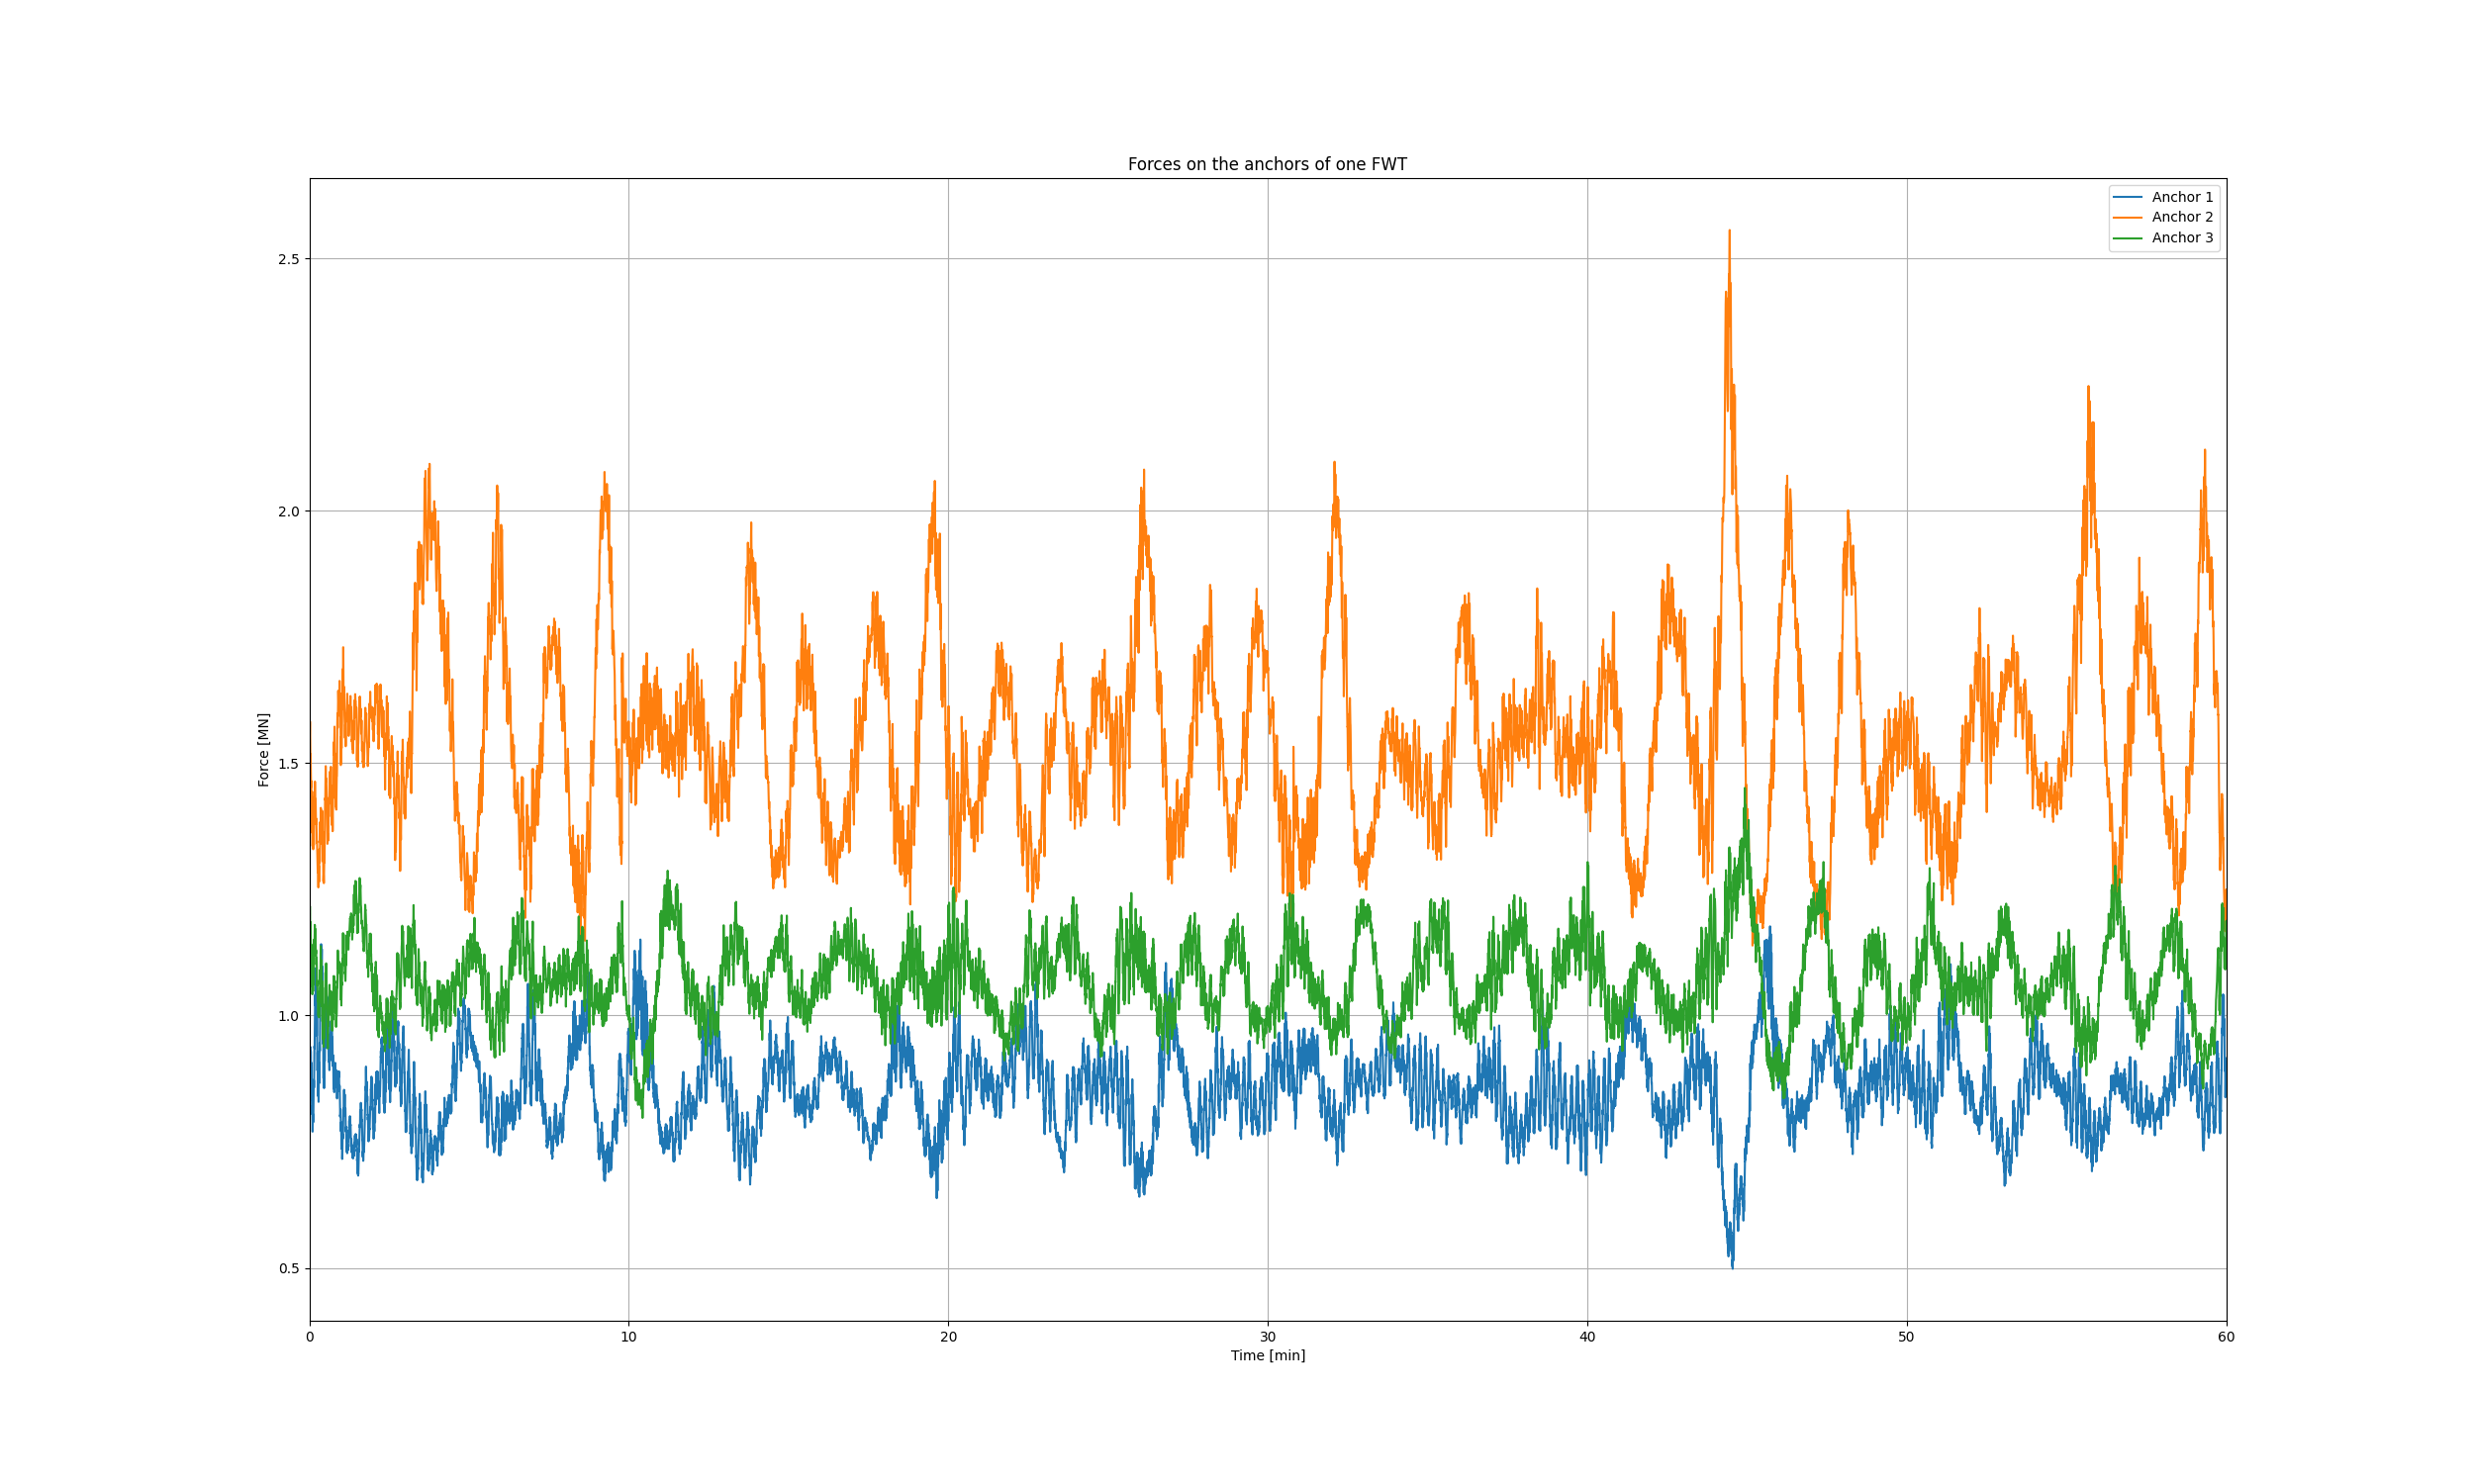 Forces on the anchors of one FWT
Anchor 1
Anchor 2
Anchor 3
Force [MN]
2.5
2.0
1.5
1.0
0.5
0 10 20 30 40 50 60
Time [min]